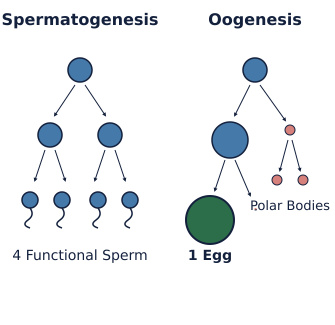 Spermatogenesis
Oogenesis
Polar Bodies
4 Functional Sperm
1 Egg